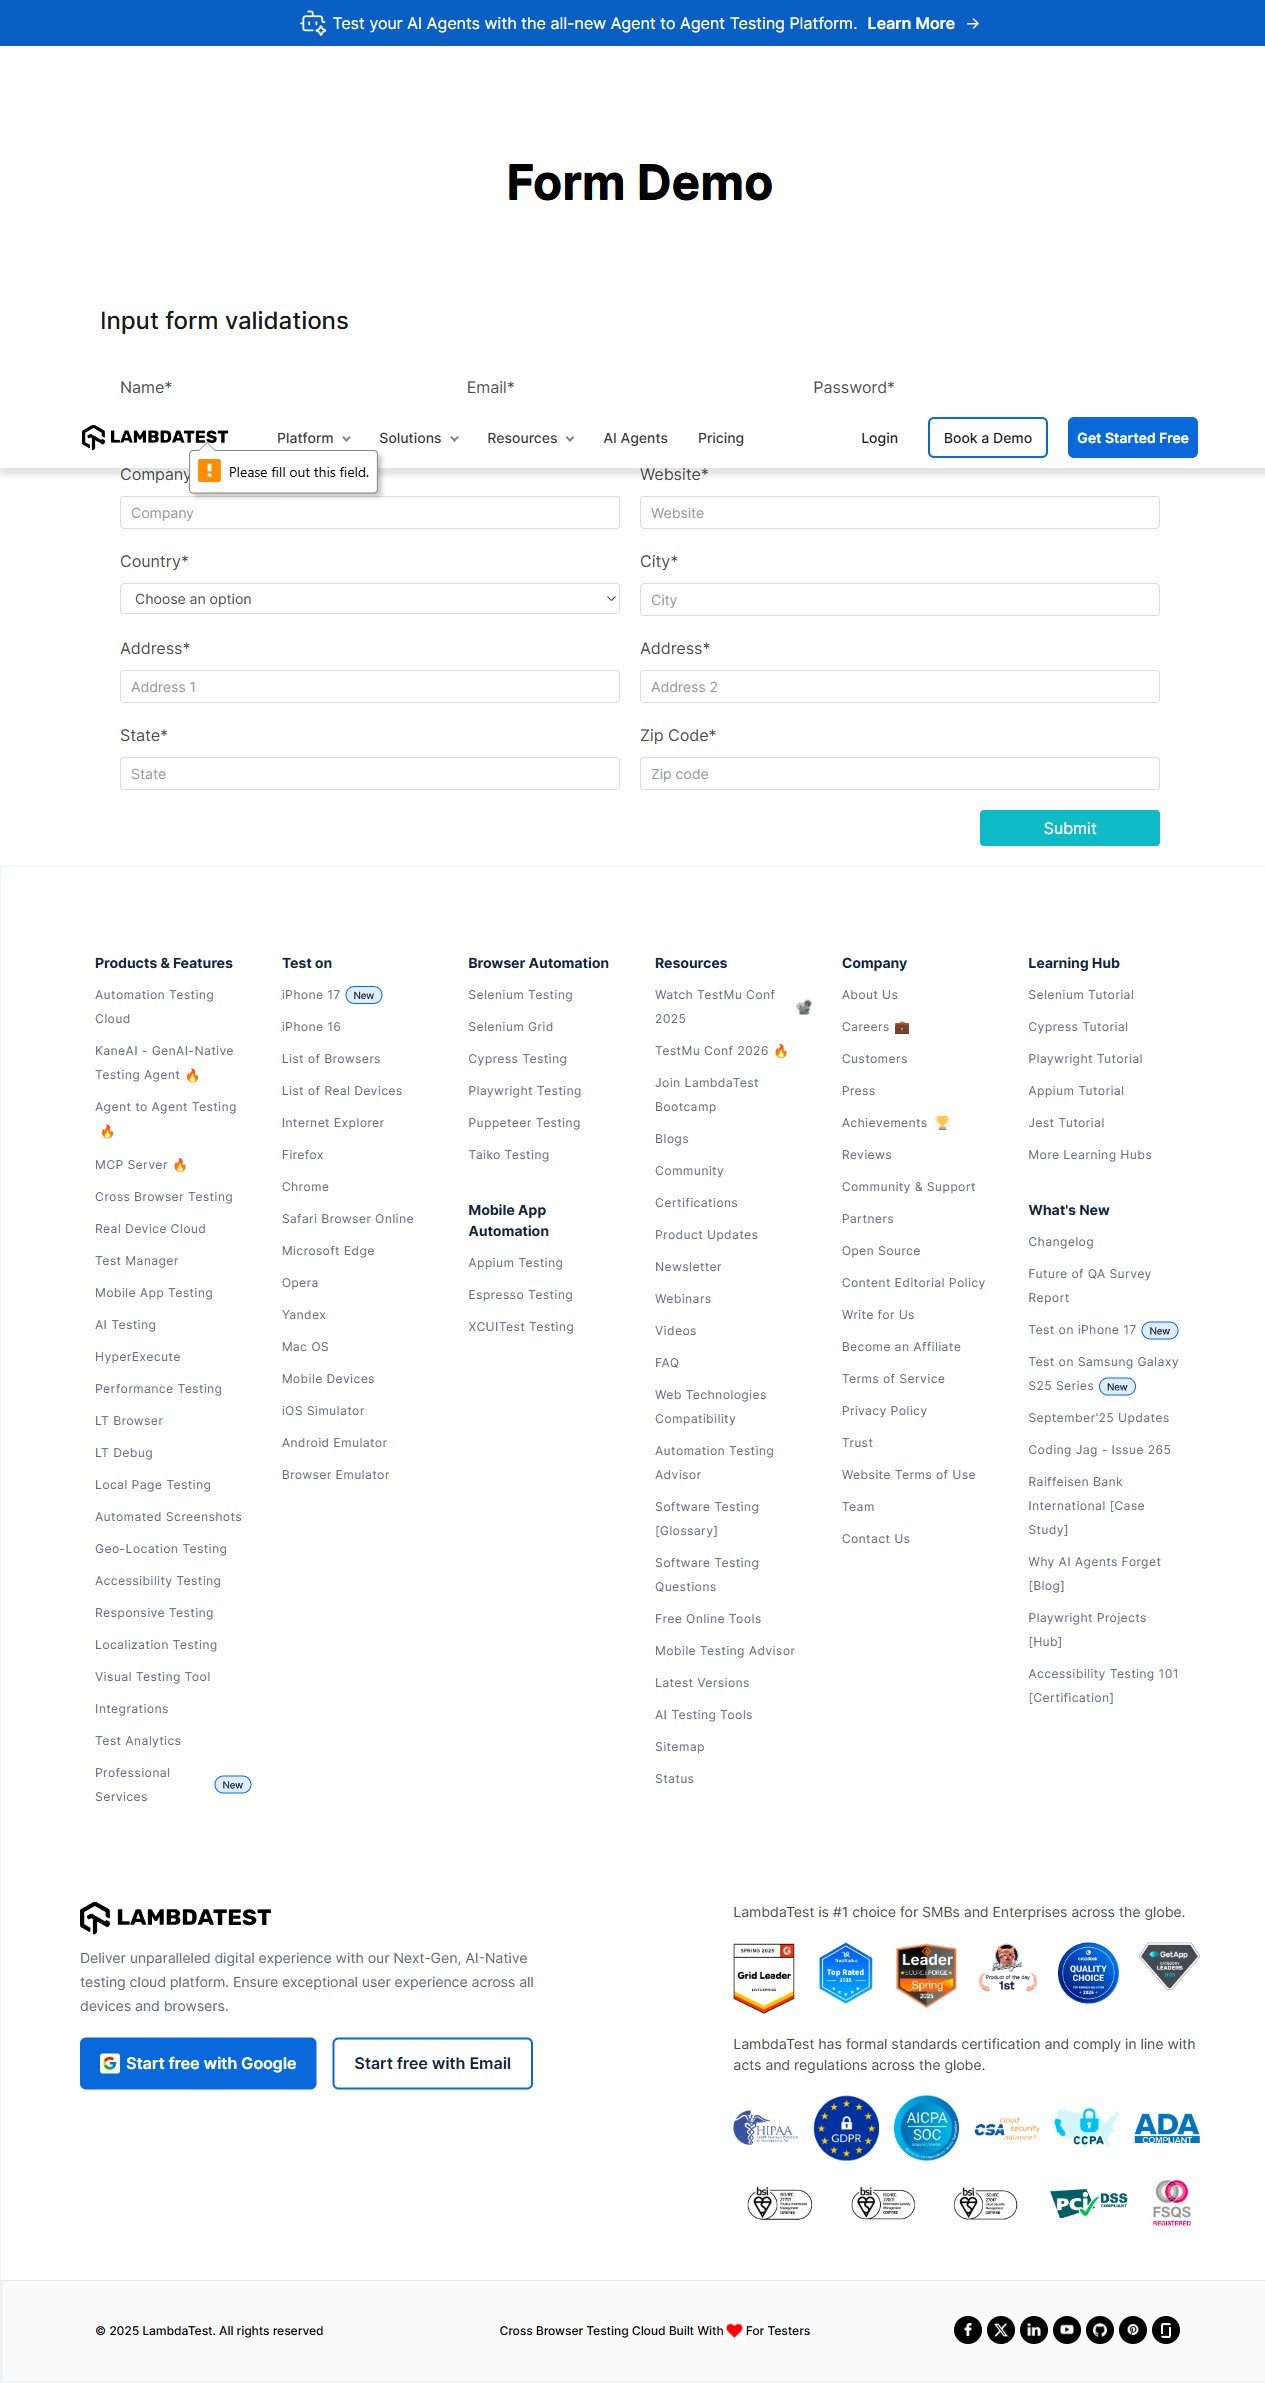 Test your AI Agents with the all-new Agent to Agent Testing Platform. Learn More →
Form Demo
Input form validations
Name* Email* Password*
LAMBDATEST Platform Solutions Resources AI Agents Pricing Login Book a Demo Get Started Free
Please fill out this field.
Company Website*
Company Website
Country* City*
Choose an option City
Address* Address*
Address 1 Address 2
State* Zip Code*
State Zip code
Submit
Products & Features
Automation Testing
Cloud
KaneAI - GenAI-Native
Testing Agent 🔥
Agent to Agent Testing
🔥
MCP Server 🔥
Cross Browser Testing
Real Device Cloud
Test Manager
Mobile App Testing
AI Testing
HyperExecute
Performance Testing
LT Browser
LT Debug
Local Page Testing
Automated Screenshots
Geo-Location Testing
Accessibility Testing
Responsive Testing
Localization Testing
Visual Testing Tool
Integrations
Test Analytics
Professional
Services New
Test on
iPhone 17 New
iPhone 16
List of Browsers
List of Real Devices
Internet Explorer
Firefox
Chrome
Safari Browser Online
Microsoft Edge
Opera
Yandex
Mac OS
Mobile Devices
iOS Simulator
Android Emulator
Browser Emulator
Browser Automation
Selenium Testing
Selenium Grid
Cypress Testing
Playwright Testing
Puppeteer Testing
Taiko Testing
Mobile App
Automation
Appium Testing
Espresso Testing
XCUITest Testing
Resources
Watch TestMu Conf
2025
TestMu Conf 2026 🔥
Join LambdaTest
Bootcamp
Blogs
Community
Certifications
Product Updates
Newsletter
Webinars
Videos
FAQ
Web Technologies
Compatibility
Automation Testing
Advisor
Software Testing
[Glossary]
Software Testing
Questions
Free Online Tools
Mobile Testing Advisor
Latest Versions
AI Testing Tools
Sitemap
Status
Company
About Us
Careers 💼
Customers
Press
Achievements 🏆
Reviews
Community & Support
Partners
Open Source
Content Editorial Policy
Write for Us
Become an Affiliate
Terms of Service
Privacy Policy
Trust
Website Terms of Use
Team
Contact Us
Learning Hub
Selenium Tutorial
Cypress Tutorial
Playwright Tutorial
Appium Tutorial
Jest Tutorial
More Learning Hubs
What's New
Changelog
Future of QA Survey
Report
Test on iPhone 17 New
Test on Samsung Galaxy
S25 Series New
September'25 Updates
Coding Jag - Issue 265
Raiffeisen Bank
International [Case
Study]
Why AI Agents Forget
[Blog]
Playwright Projects
[Hub]
Accessibility Testing 101
[Certification]
LAMBDATEST
Deliver unparalleled digital experience with our Next-Gen, AI-Native
testing cloud platform. Ensure exceptional user experience across all
devices and browsers.
Start free with Google Start free with Email
LambdaTest is #1 choice for SMBs and Enterprises across the globe.
SPRING 2025
Grid Leader
ENTERPRISE
Top Rated
2025
Leader
SOURCEFORGE
Spring
2025
Product of the day
1st
QUALITY
CHOICE
GetApp
CATEGORY
LEADERS
2025
LambdaTest has formal standards certification and comply in line with
acts and regulations across the globe.
HIPAA
GDPR
AICPA
SOC
CSA cloud
security
alliance
CCPA
ADA
COMPLIANT
bsi
bsi
bsi
PCI DSS
COMPLIANT
FSQS
REGISTERED
© 2025 LambdaTest. All rights reserved
Cross Browser Testing Cloud Built With ❤ For Testers